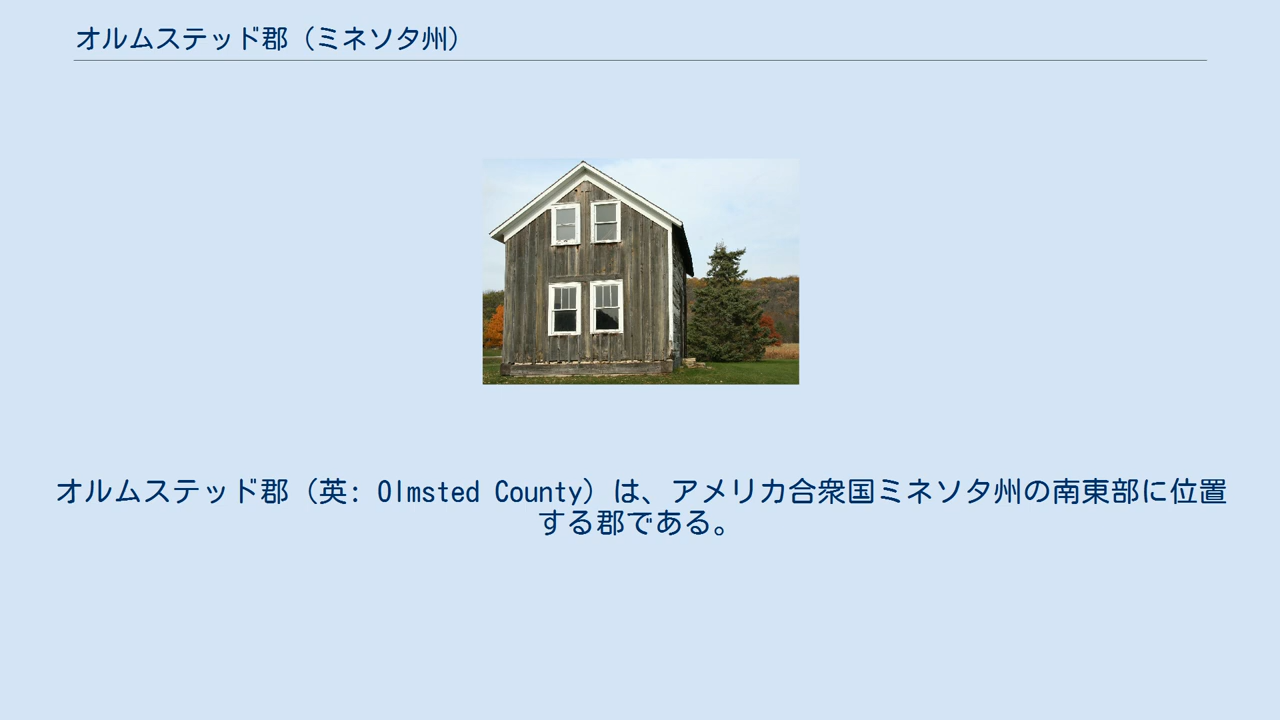 オルムステッド郡（ミネソタ州）
オルムステッド郡（英: Olmsted County）は、アメリカ合衆国ミネソタ州の南東部に位置
する郡である。